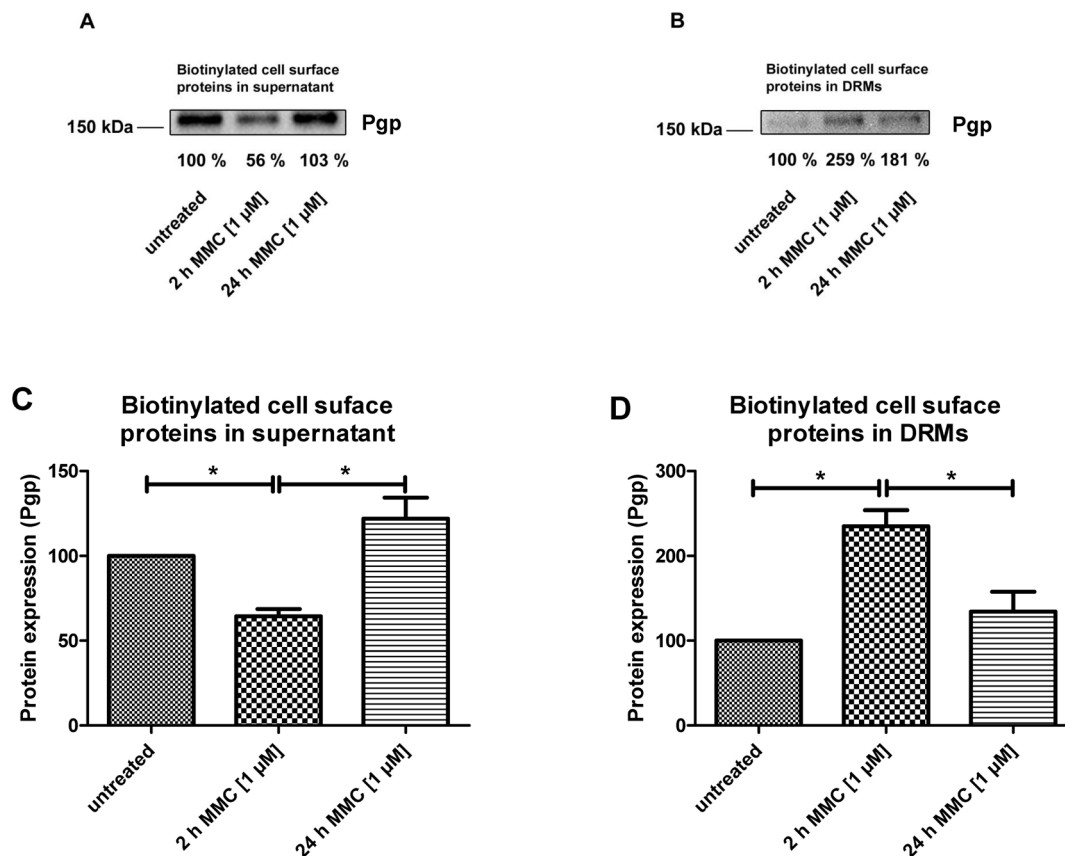 A
Biotinylated cell surface
proteins in supernatant
150 kDa
Pgp
100 % 56 % 103 %
untreated
2 h MMC [1 µM]
24 h MMC [1 µM]
B
Biotinylated cell surface
proteins in DRMs
150 kDa
Pgp
100 % 259 % 181 %
untreated
2 h MMC [1 µM]
24 h MMC [1 µM]
C
Biotinylated cell suface
proteins in supernatant
Protein expression (Pgp)
150
100
50
0
* *
untreated
2 h MMC [1 µM]
24 h MMC [1 µM]
D
Biotinylated cell suface
proteins in DRMs
Protein expression (Pgp)
300
200
100
0
* *
untreated
2 h MMC [1 µM]
24 h MMC [1 µM]